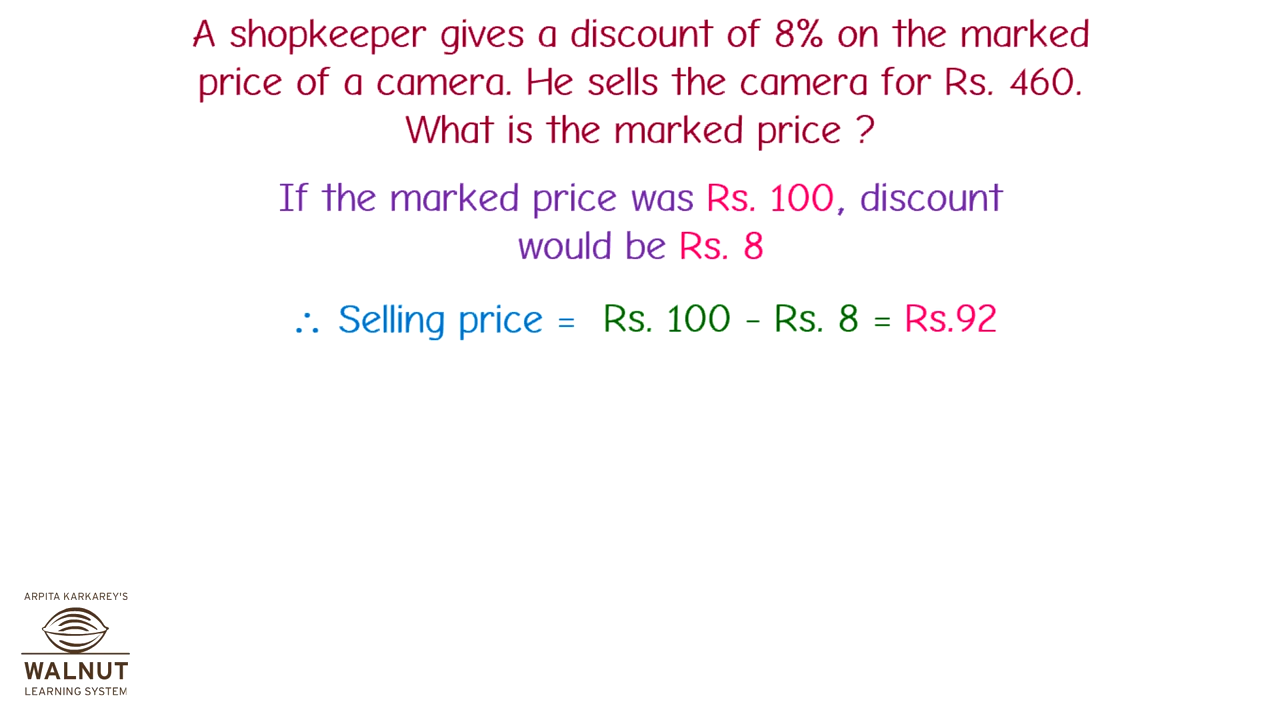 A shopkeeper gives a discount of 8% on the marked
price of a camera. He sells the camera for Rs. 460.
What is the marked price ?
If the marked price was Rs. 100, discount
would be Rs. 8
∴ Selling price = Rs. 100 - Rs. 8 = Rs.92
ARPITA KARKAREY'S
WALNUT
LEARNING SYSTEM